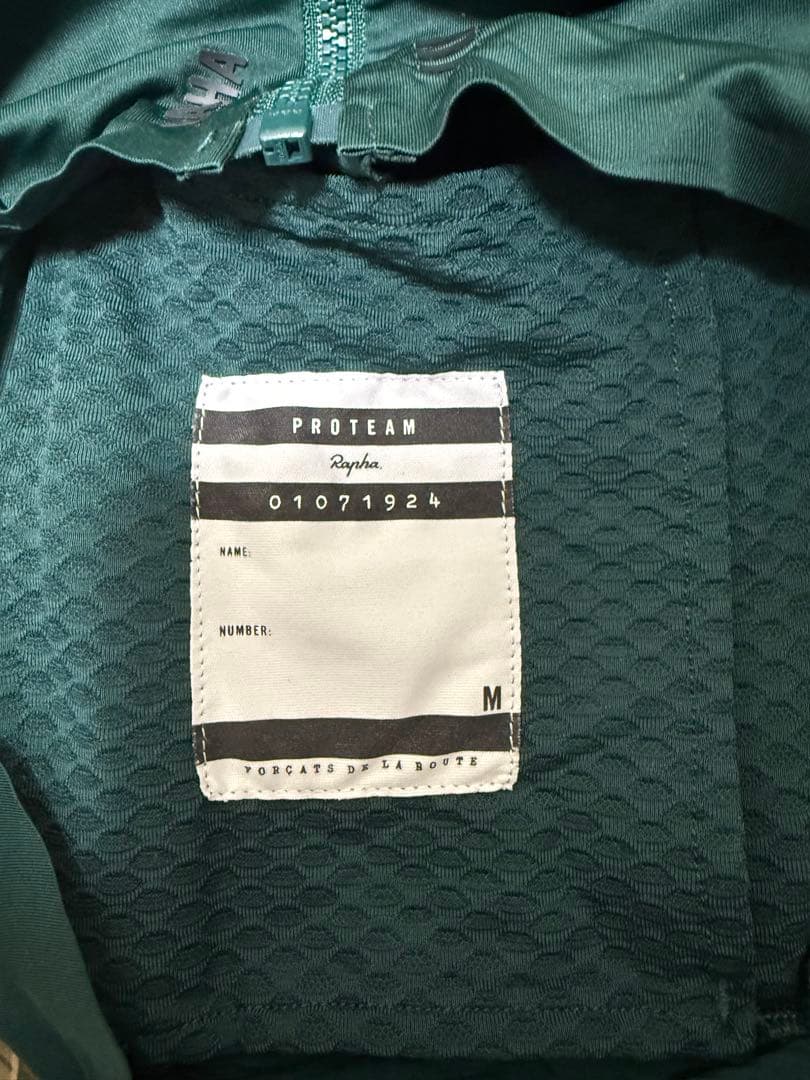 PROTEAM
Rapha.
01071924
NAME:
NUMBER:
M
FORÇATS DE LA ROUTE